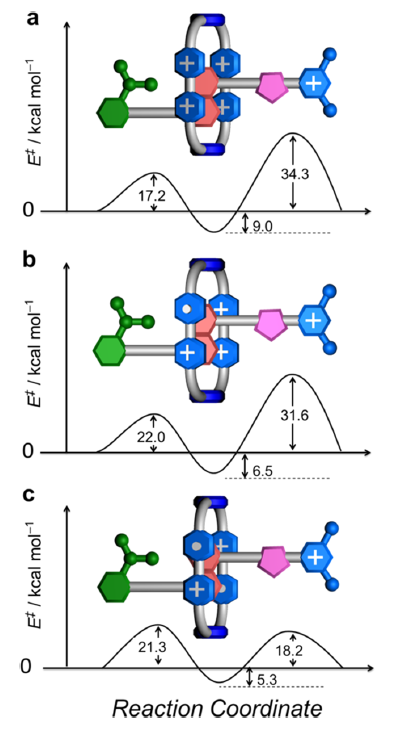 a
E‡ / kcal mol⁻¹
+ + + + +
17.2
34.3
0
9.0
b
E‡ / kcal mol⁻¹
+ + + +
22.0
31.6
0
6.5
c
E‡ / kcal mol⁻¹
+ + +
21.3
18.2
0
5.3
Reaction Coordinate